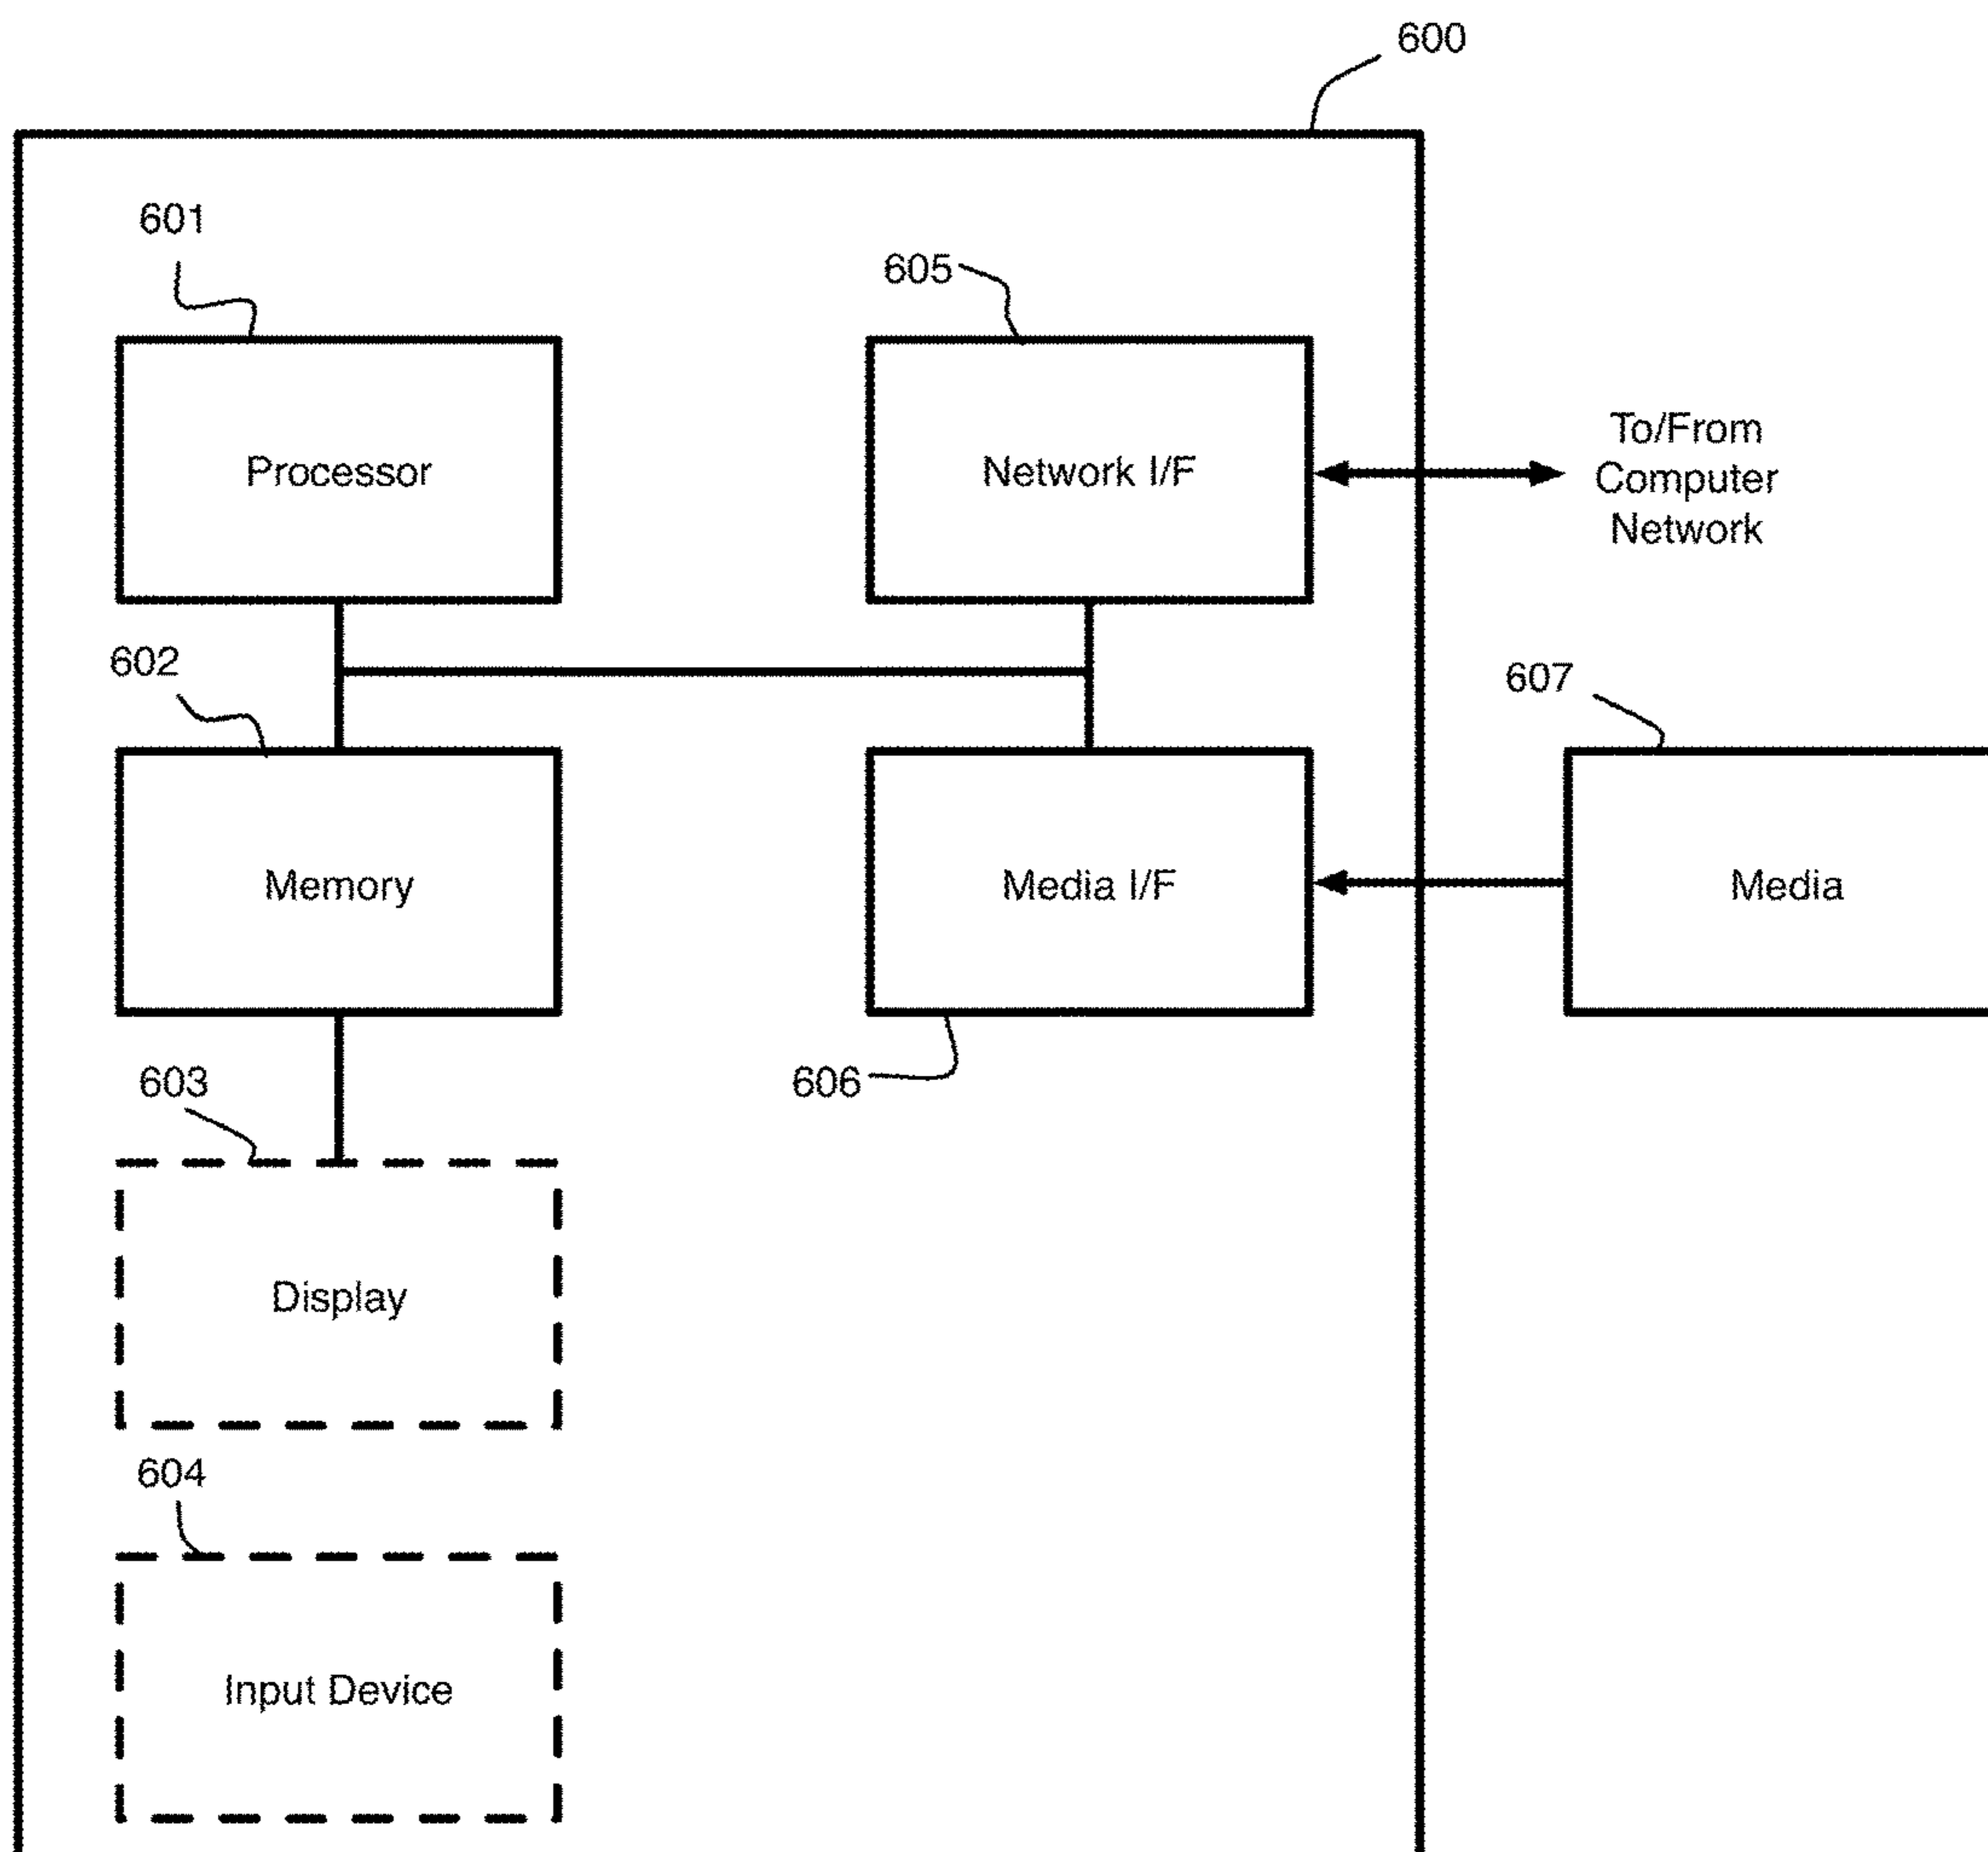 600
601
605
Processor
Network I/F
To/From
Computer
Network
602
607
Memory
Media I/F
Media
603
606
Display
604
Input Device